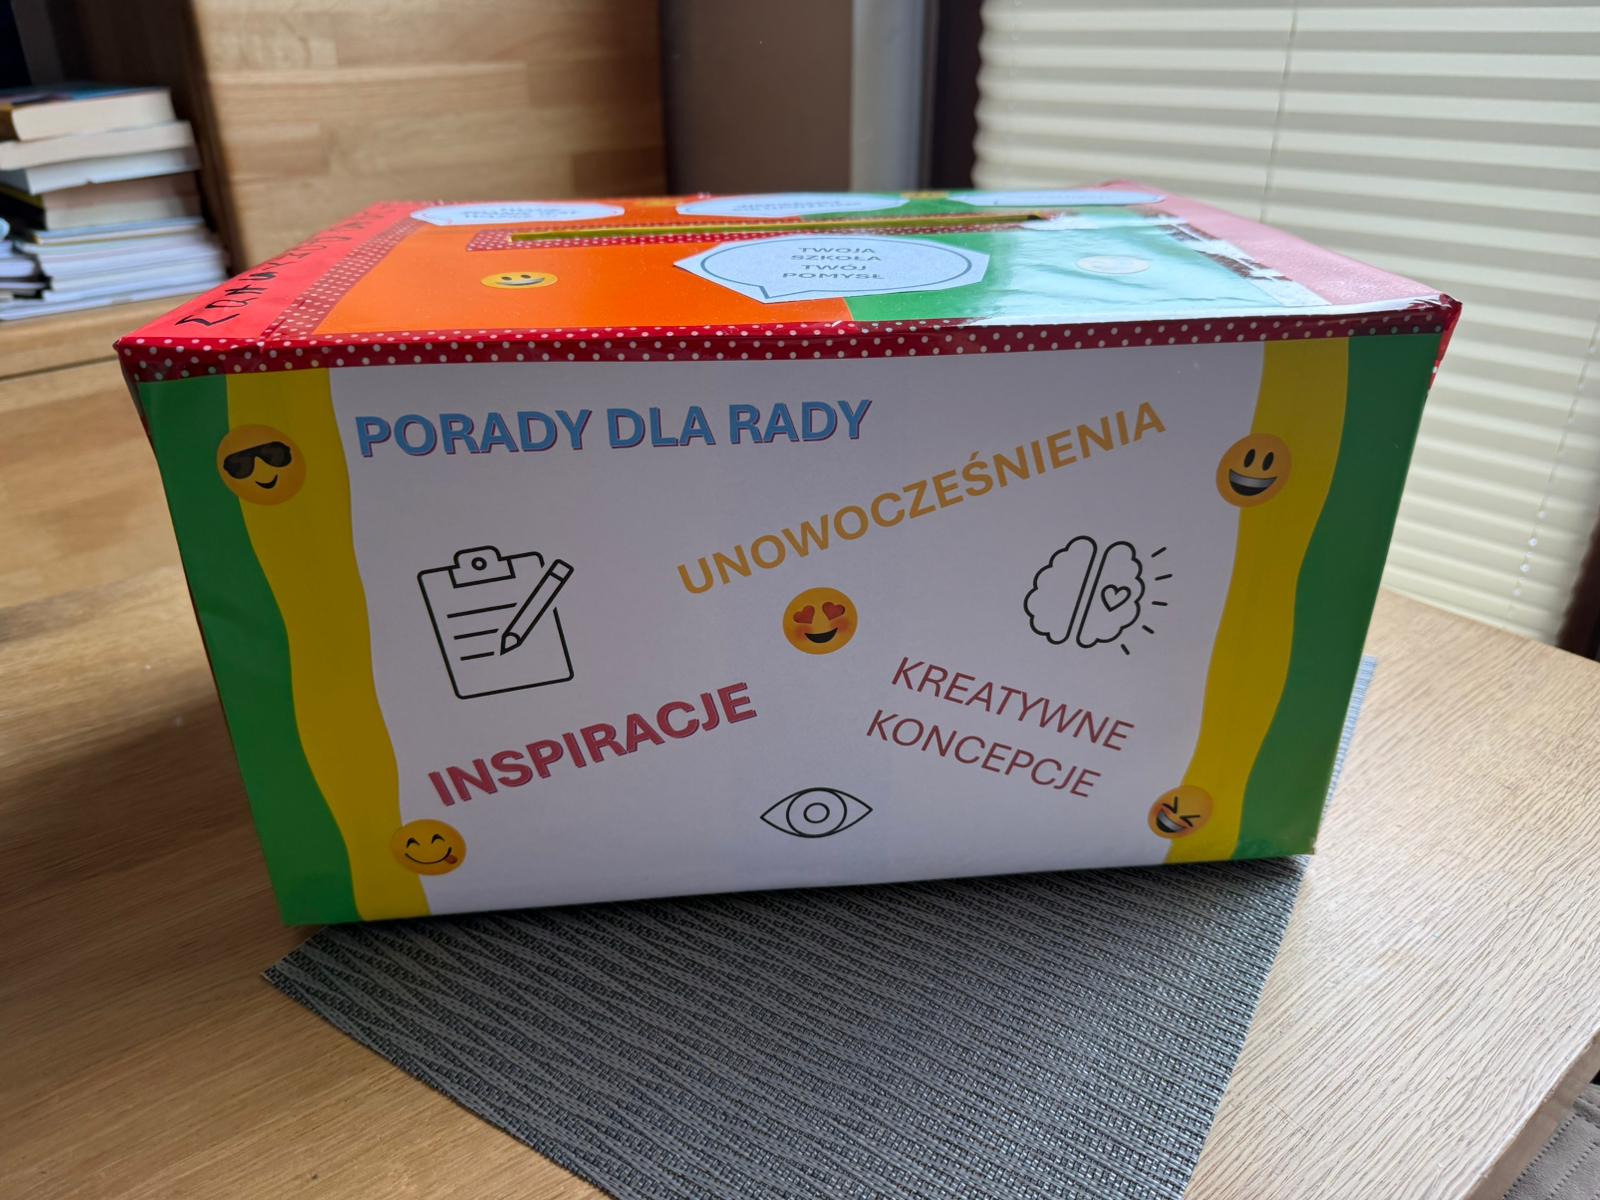 TWOJA
SZKOŁA
TWÓJ
POMYSŁ
PORADY DLA RADY
UNOWOCZEŚNIENIA
INSPIRACJE
KREATYWNE
KONCEPCJE